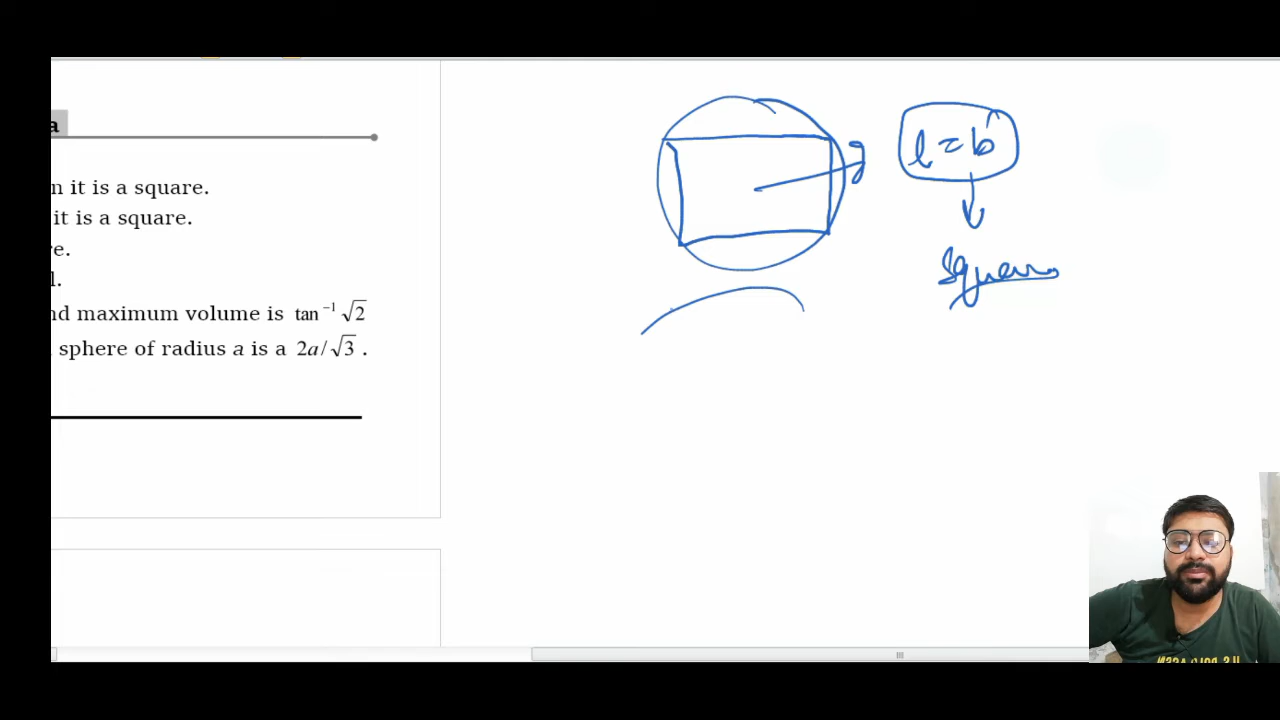 a
n it is a square.
it is a square.
re.
l.
nd maximum volume is tan⁻¹ √2
sphere of radius a is a 2a/√3 .
l = b
Square